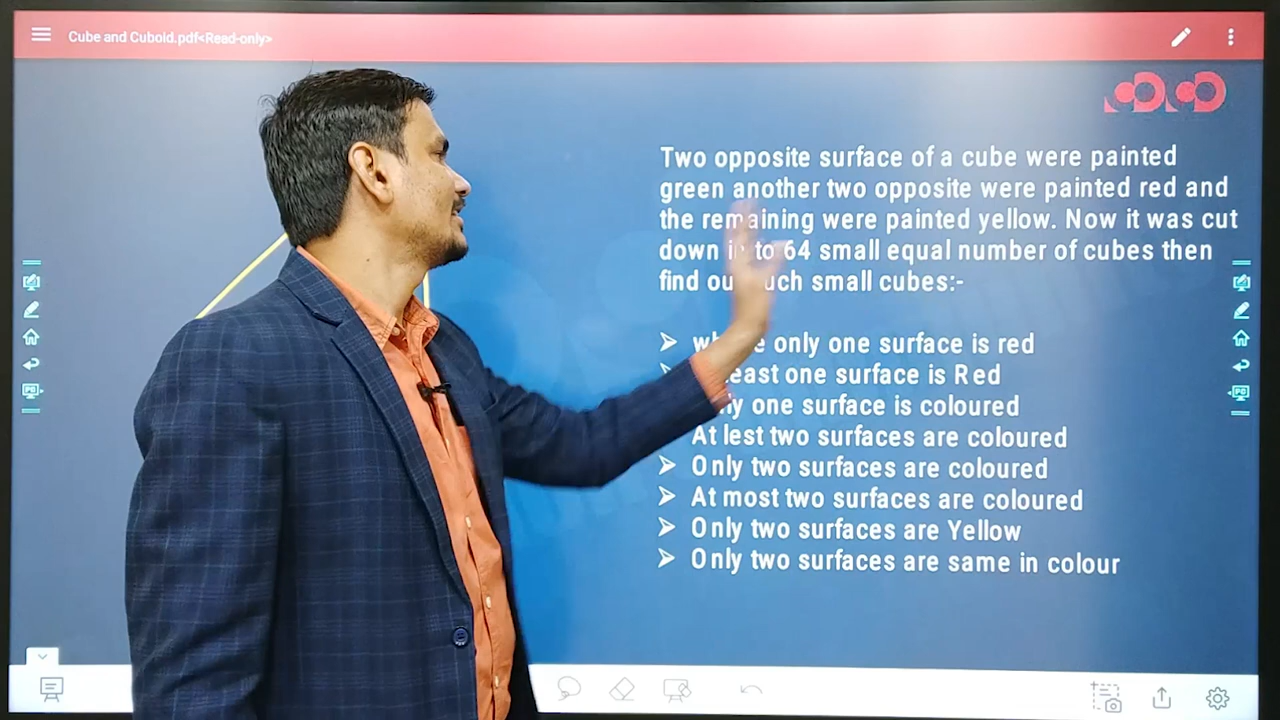 Cube and Cuboid.pdf<Read-only>
Two opposite surface of a cube were painted
green another two opposite were painted red and
the remaining were painted yellow. Now it was cut
down to 64 small equal number of cubes then
find small cubes:-
➢ only one surface is red
one surface is Red
one surface is coloured
At lest two surfaces are coloured
➢ Only two surfaces are coloured
➢ At most two surfaces are coloured
➢ Only two surfaces are Yellow
➢ Only two surfaces are same in colour